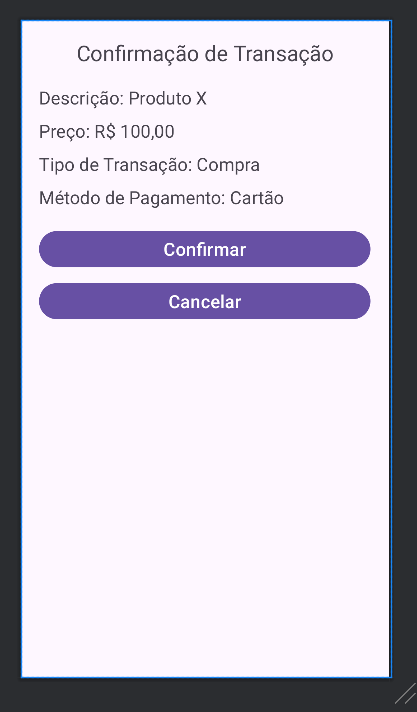 Confirmação de Transação
Descrição: Produto X
Preço: R$ 100,00
Tipo de Transação: Compra
Método de Pagamento: Cartão
Confirmar
Cancelar